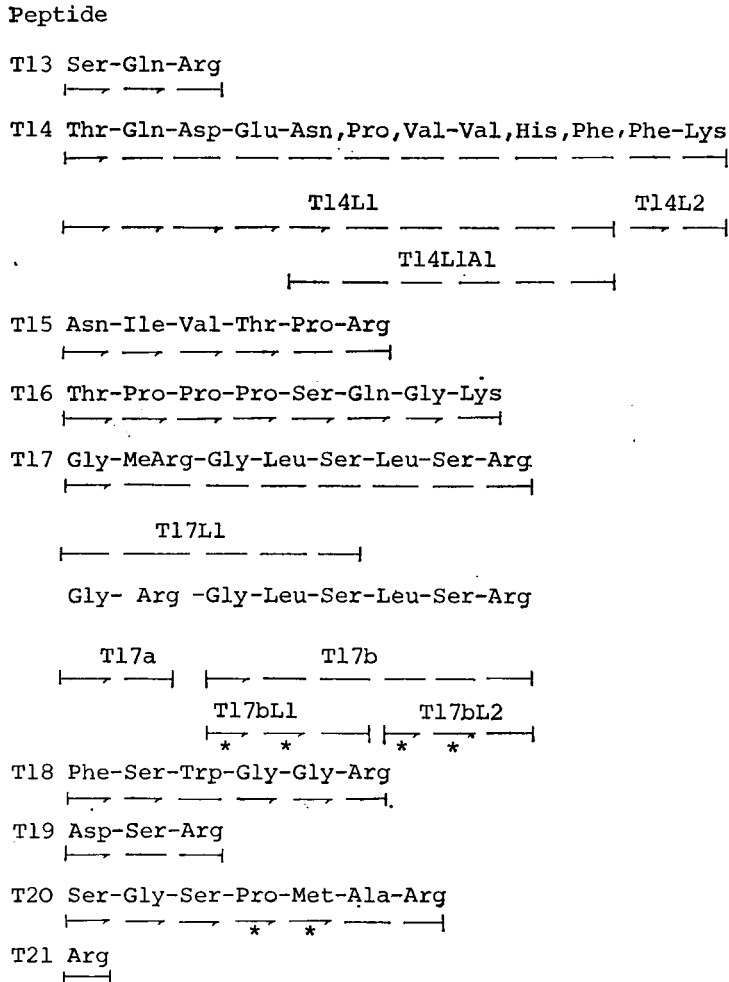 Peptide
T13 Ser-Gln-Arg
T14 Thr-Gln-Asp-Glu-Asn,Pro,Val-Val,His,Phe,Phe-Lys
T14L1 T14L2
T14L1A1
T15 Asn-Ile-Val-Thr-Pro-Arg
T16 Thr-Pro-Pro-Pro-Ser-Gln-Gly-Lys
T17 Gly-MeArg-Gly-Leu-Ser-Leu-Ser-Arg
T17L1
Gly- Arg -Gly-Leu-Ser-Leu-Ser-Arg
T17a T17b
T17bL1 T17bL2
* * * *
T18 Phe-Ser-Trp-Gly-Gly-Arg
T19 Asp-Ser-Arg
T20 Ser-Gly-Ser-Pro-Met-Ala-Arg
* *
T21 Arg